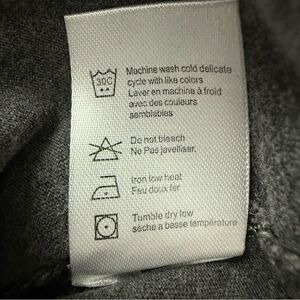 30C
Machine wash cold delicate
cycle with like colors
Laver en machine à froid
avec des couleurs
semblables
Do not bleach
Ne Pas javelliser.
Iron low heat
Feu doux fer
Tumble dry low
sèche a basse température